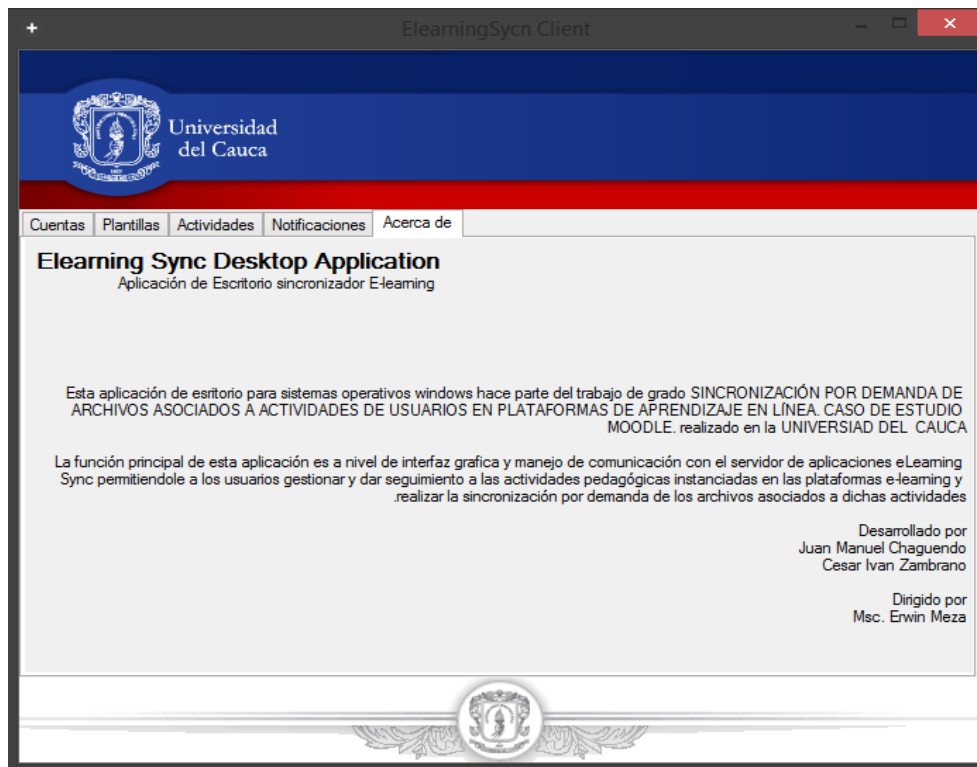 ElearningSycn Client
Universidad
del Cauca
Cuentas Plantillas Actividades Notificaciones Acerca de
Elearning Sync Desktop Application
Aplicación de Escritorio sincronizador E-learning
Esta aplicación de esritorio para sistemas operativos windows hace parte del trabajo de grado SINCRONIZACIÓN POR DEMANDA DE
ARCHIVOS ASOCIADOS A ACTIVIDADES DE USUARIOS EN PLATAFORMAS DE APRENDIZAJE EN LÍNEA. CASO DE ESTUDIO
MOODLE. realizado en la UNIVERSIAD DEL CAUCA
La función principal de esta aplicación es a nivel de interfaz grafica y manejo de comunicación con el servidor de aplicaciones eLearning
Sync permitiendole a los usuarios gestionar y dar seguimiento a las actividades pedagógicas instanciadas en las plataformas e-learning y
.realizar la sincronización por demanda de los archivos asociados a dichas actividades
Desarrollado por
Juan Manuel Chaguendo
Cesar Ivan Zambrano
Dirigido por
Msc. Erwin Meza